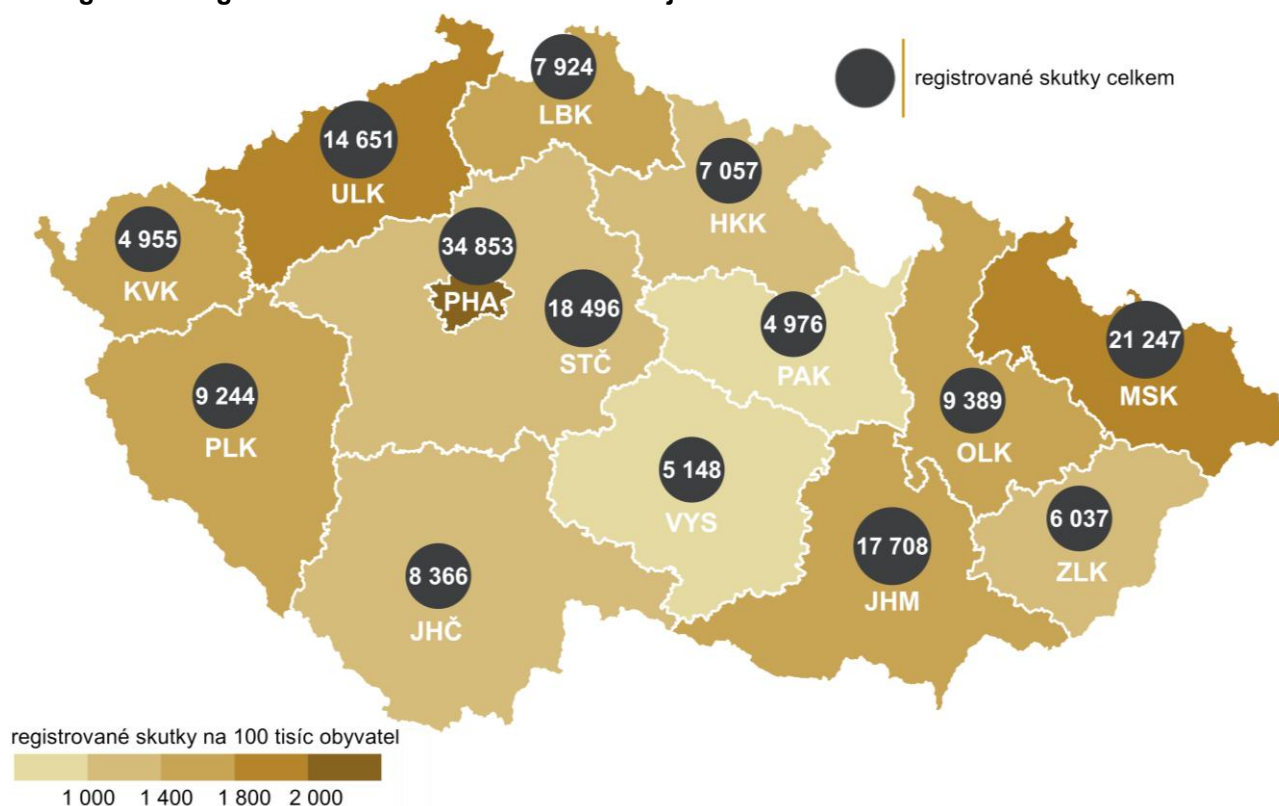 7 924
LBK
registrované skutky celkem
14 651
ULK
7 057
HKK
4 955
KVK
34 853
PHA
18 496
STČ
4 976
PAK
21 247
MSK
9 244
PLK
9 389
OLK
5 148
VYS
6 037
ZLK
17 708
JHM
8 366
JHČ
registrované skutky na 100 tisíc obyvatel
1 000 1 400 1 800 2 000